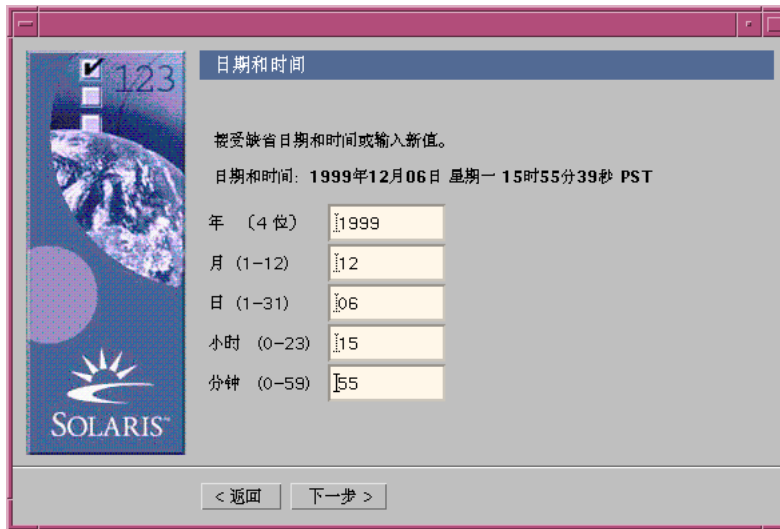 123
日期和时间
接受缺省日期和时间或输入新值。
日期和时间: 1999年12月06日 星期一 15时55分39秒 PST
年 (4 位) 1999
月 (1-12) 12
日 (1-31) 06
小时 (0-23) 15
分钟 (0-59) 55
SOLARIS™
< 返回 下一步 >